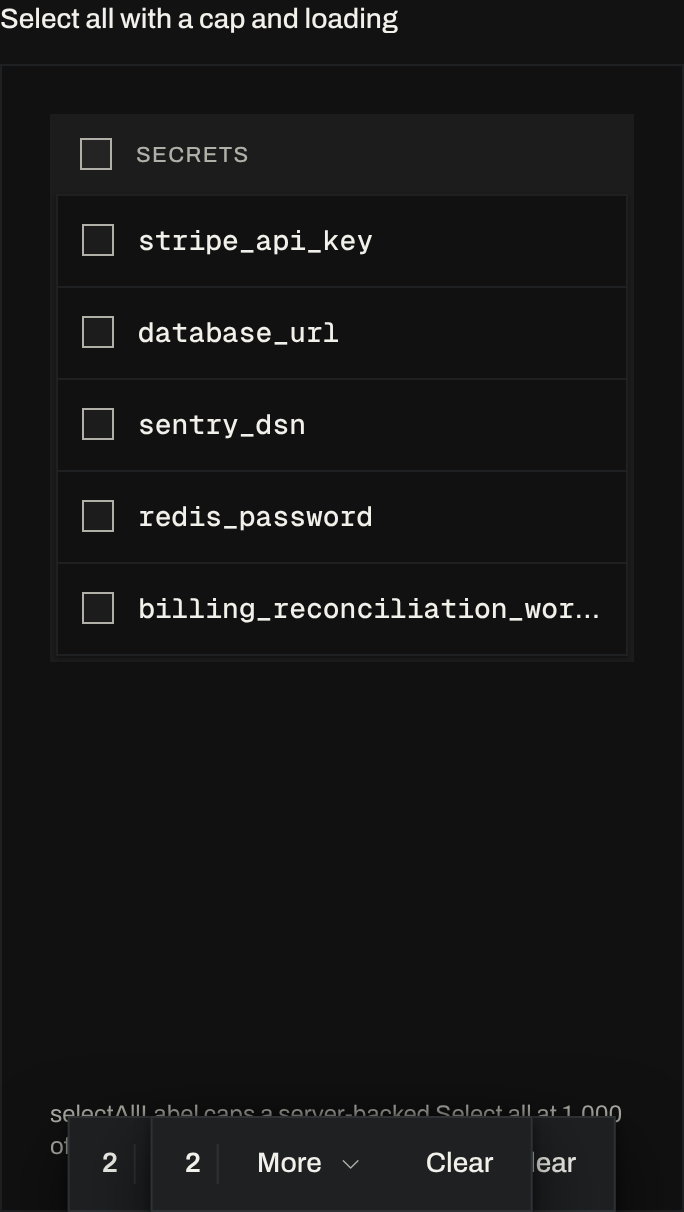 Select all with a cap and loading
SECRETS
stripe_api_key
database_url
sentry_dsn
redis_password
billing_reconciliation_wor...
selectAllLabel caps a server-backed Select all at 1,000
of
2 2 More Clear lear